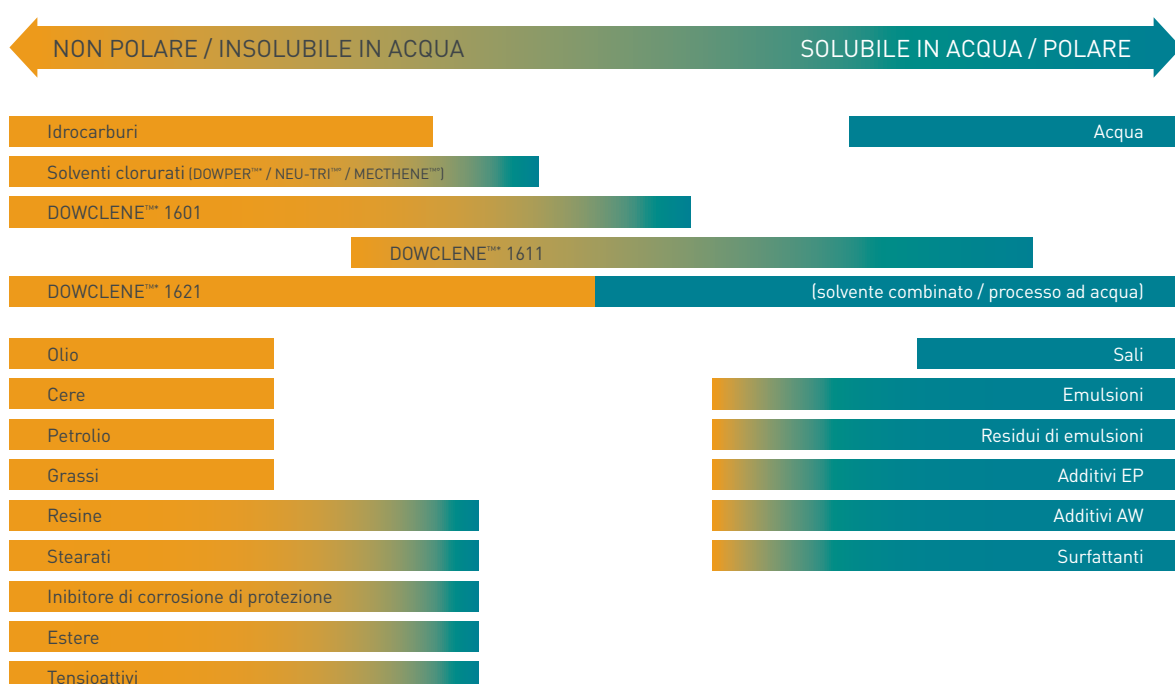 NON POLARE / INSOLUBILE IN ACQUA
SOLUBILE IN ACQUA / POLARE
Idrocarburi
Acqua
Solventi clorurati (DOWPER™* / NEU-TRI™* / MECTHENE™*)
DOWCLENE™* 1601
DOWCLENE™* 1611
DOWCLENE™* 1621
(solvente combinato / processo ad acqua)
Olio
Sali
Cere
Emulsioni
Petrolio
Residui di emulsioni
Grassi
Additivi EP
Resine
Additivi AW
Stearati
Surfattanti
Inibitore di corrosione di protezione
Estere
Tensioattivi